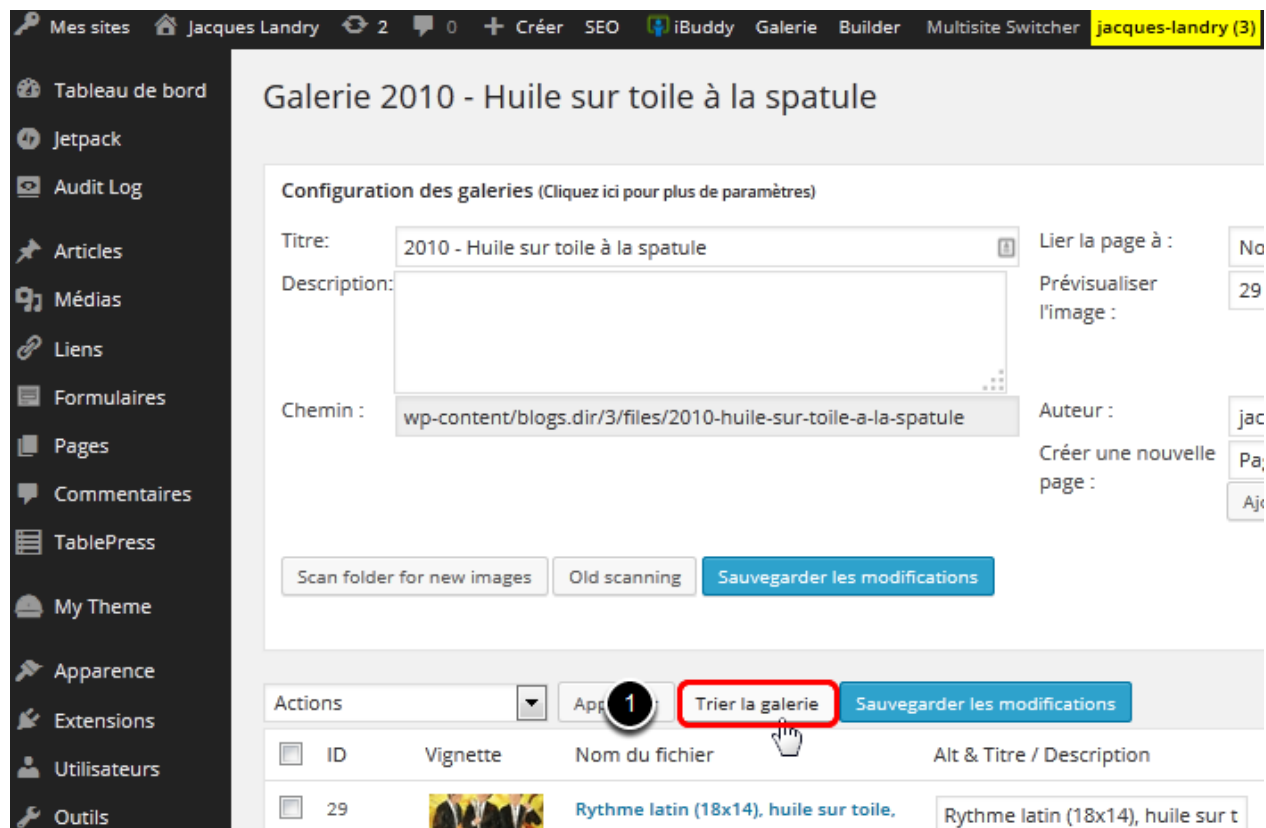 Mes sites Jacques Landry 2 0 + Créer SEO iBuddy Galerie Builder Multisite Switcher jacques-landry (3)
Tableau de bord
Jetpack
Audit Log
Articles
Médias
Liens
Formulaires
Pages
Commentaires
TablePress
My Theme
Apparence
Extensions
Utilisateurs
Outils
Galerie 2010 - Huile sur toile à la spatule
Configuration des galeries (Cliquez ici pour plus de paramètres)
Titre: 2010 - Huile sur toile à la spatule
Description:
Chemin : wp-content/blogs.dir/3/files/2010-huile-sur-toile-a-la-spatule
Lier la page à : No
Prévisualiser 29
l'image :
Auteur : jac
Créer une nouvelle
page :
Scan folder for new images Old scanning Sauvegarder les modifications
Actions 1 Trier la galerie Sauvegarder les modifications
ID Vignette Nom du fichier Alt & Titre / Description
29 Rythme latin (18x14), huile sur toile, Rythme latin (18x14), huile sur t